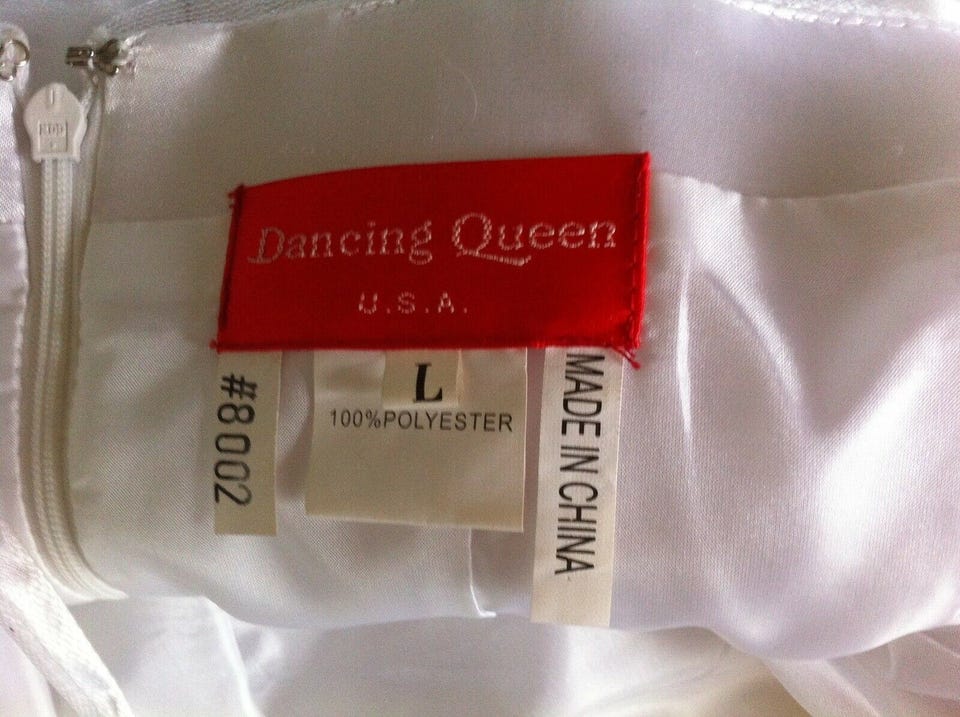 Dancing Queen
U.S.A.
#8002
L
100%POLYESTER
MADE IN CHINA